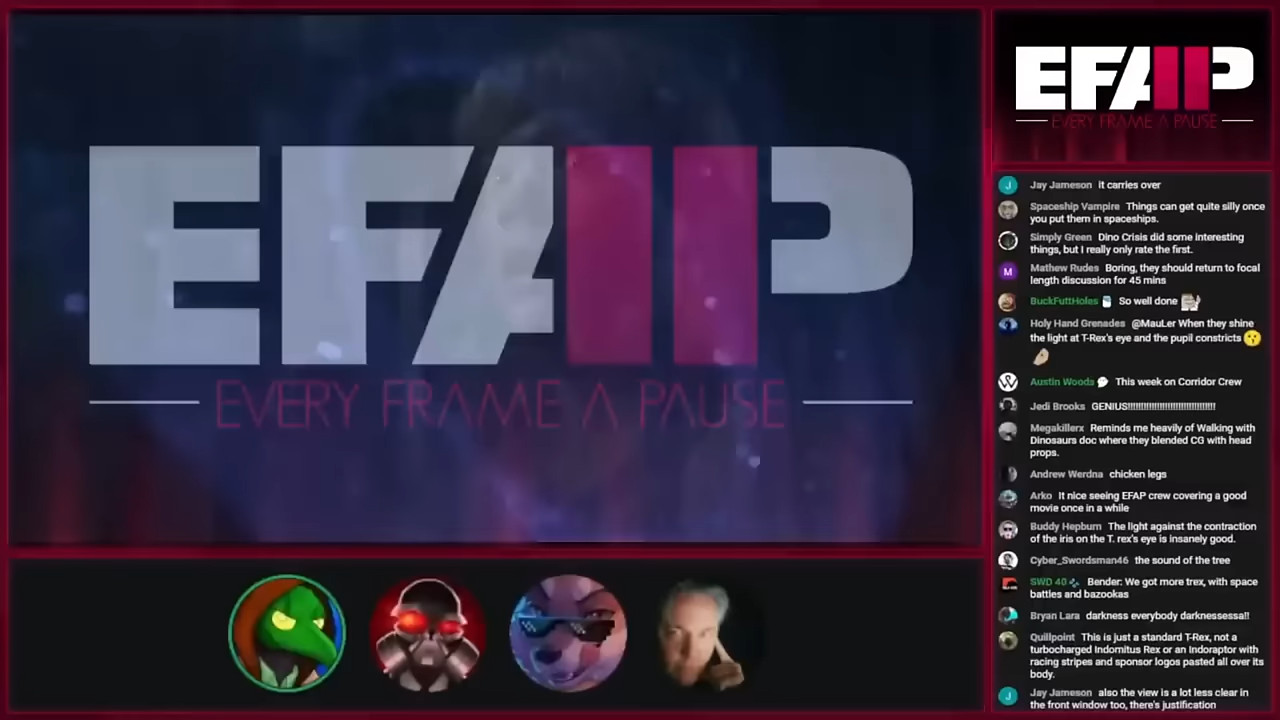 EFAP
EVERY FRAME A PAUSE
EFAP
EVERY FRAME A PAUSE
J Jay Jameson it carries over
Spaceship Vampire Things can get quite silly once
you put them in spaceships.
Simply Green Dino Crisis did some interesting
things, but I really only rate the first.
M Mathew Rudes Boring, they should return to focal
length discussion for 45 mins
BuckFuttHoles So well done
Holy Hand Grenades @MauLer When they shine
the light at T-Rex's eye and the pupil constricts
W Austin Woods This week on Corridor Crew
Jedi Brooks GENIUS!!!!!!!!!!!!!!!!!!!!!!!!!!!!!!!!
Megakillerx Reminds me heavily of Walking with
Dinosaurs doc where they blended CG with head
props.
Andrew Werdna chicken legs
Arko It nice seeing EFAP crew covering a good
movie once in a while
Buddy Hepburn The light against the contraction
of the iris on the T. rex's eye is insanely good.
Cyber_Swordsman46 the sound of the tree
SWD 40 Bender: We got more trex, with space
battles and bazookas
Bryan Lara darkness everybody darknessessa!!
Quillpoint This is just a standard T-Rex, not a
turbocharged Indomitus Rex or an Indoraptor with
racing stripes and sponsor logos pasted all over its
body.
J Jay Jameson also the view is a lot less clear in
the front window too, there's justification